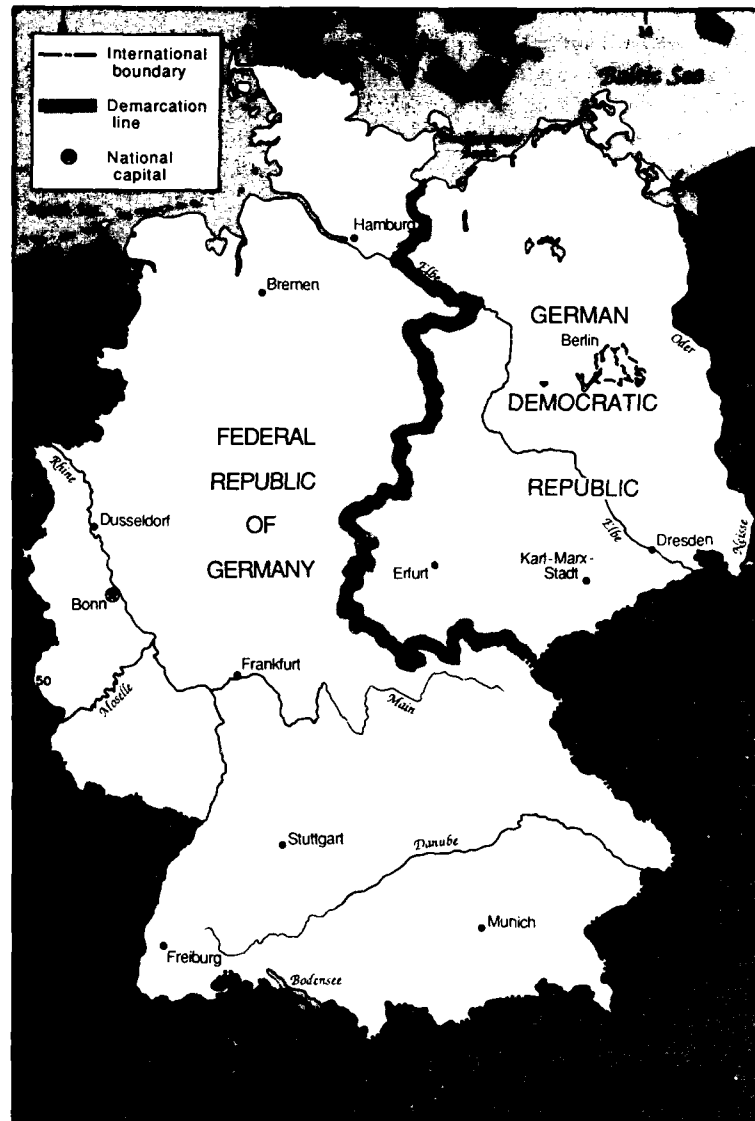 International
boundary
Demarcation
line
National
capital
Baltic Sea
Hamburg
Elbe
Bremen
GERMAN
Berlin
Oder
DEMOCRATIC
FEDERAL
REPUBLIC
OF
GERMANY
REPUBLIC
Rhine
Dusseldorf
Elbe
Dresden
Neisse
Erfurt
Karl-Marx-
Stadt
Bonn
50
Frankfurt
Moselle
Main
Stuttgart
Danube
Munich
Freiburg
Bodensee